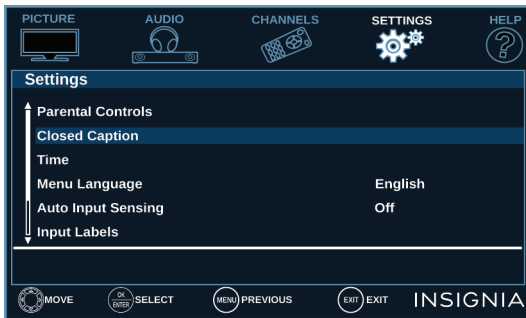 PICTURE AUDIO CHANNELS SETTINGS HELP
Settings
Parental Controls
Closed Caption
Time
Menu Language English
Auto Input Sensing Off
Input Labels
MOVE OK ENTER SELECT MENU PREVIOUS EXIT EXIT INSIGNIA